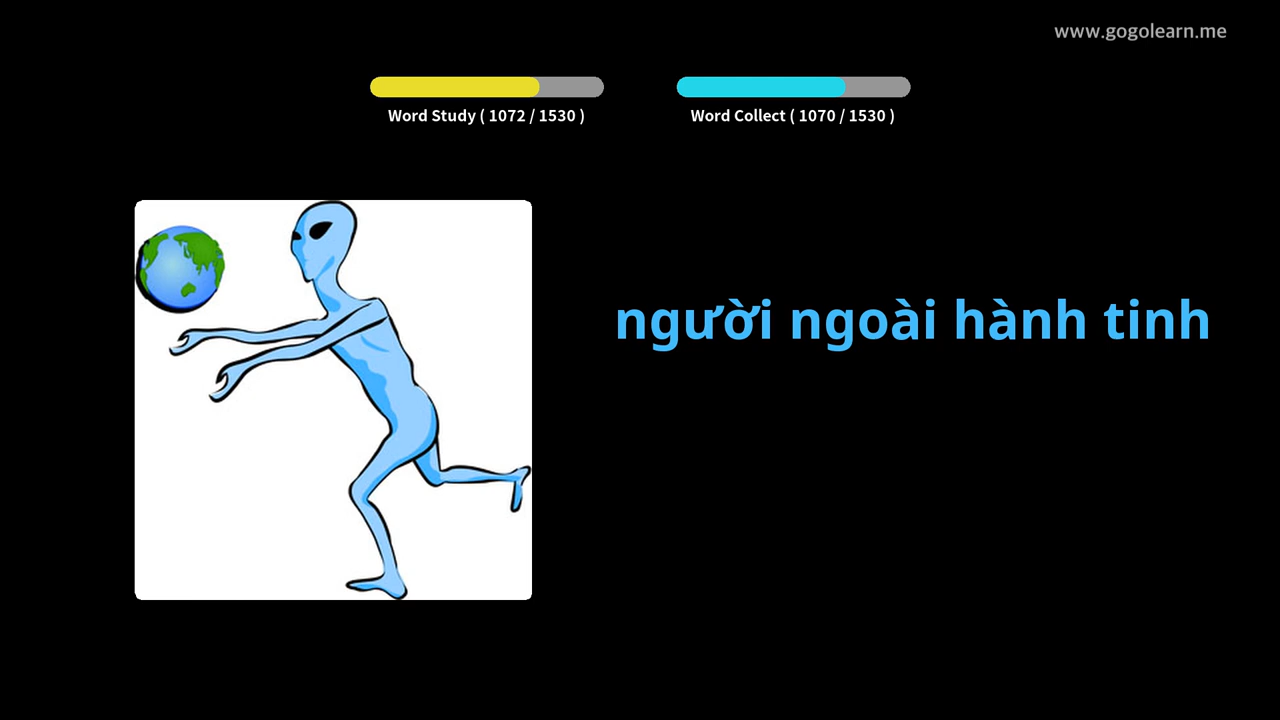 www.gogolearn.me
Word Study ( 1072 / 1530 )
Word Collect ( 1070 / 1530 )
người ngoài hành tinh